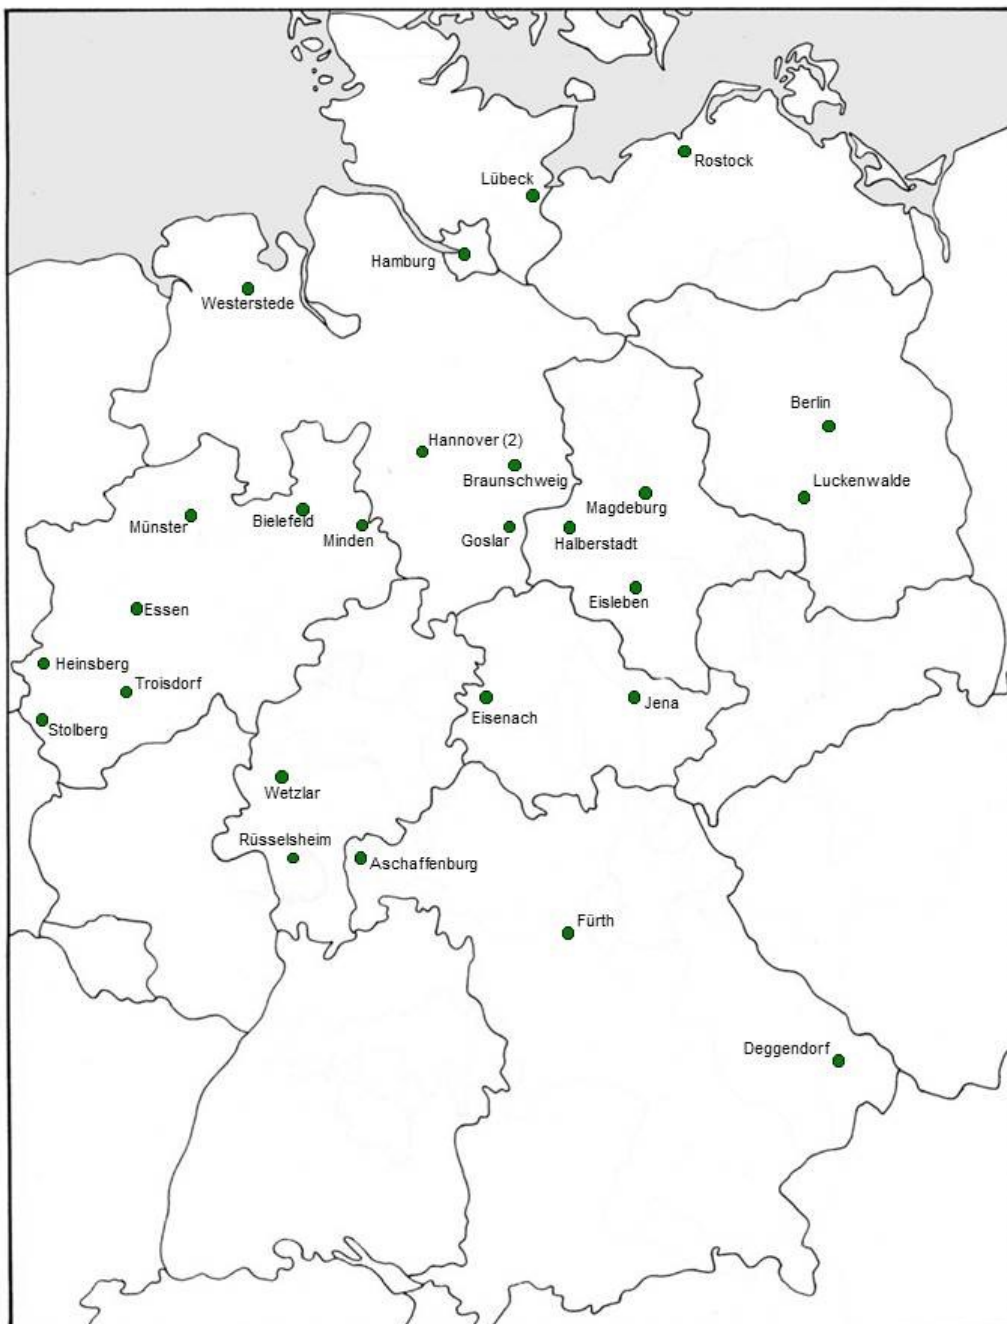 Rostock
Lübeck
Hamburg
Westerstede
Berlin
Hannover (2)
Braunschweig
Luckenwalde
Magdeburg
Bielefeld
Münster
Minden
Goslar
Halberstadt
Eisleben
Essen
Heinsberg
Troisdorf
Stolberg
Eisenach
Jena
Wetzlar
Rüsselsheim
Aschaffenburg
Fürth
Deggendorf